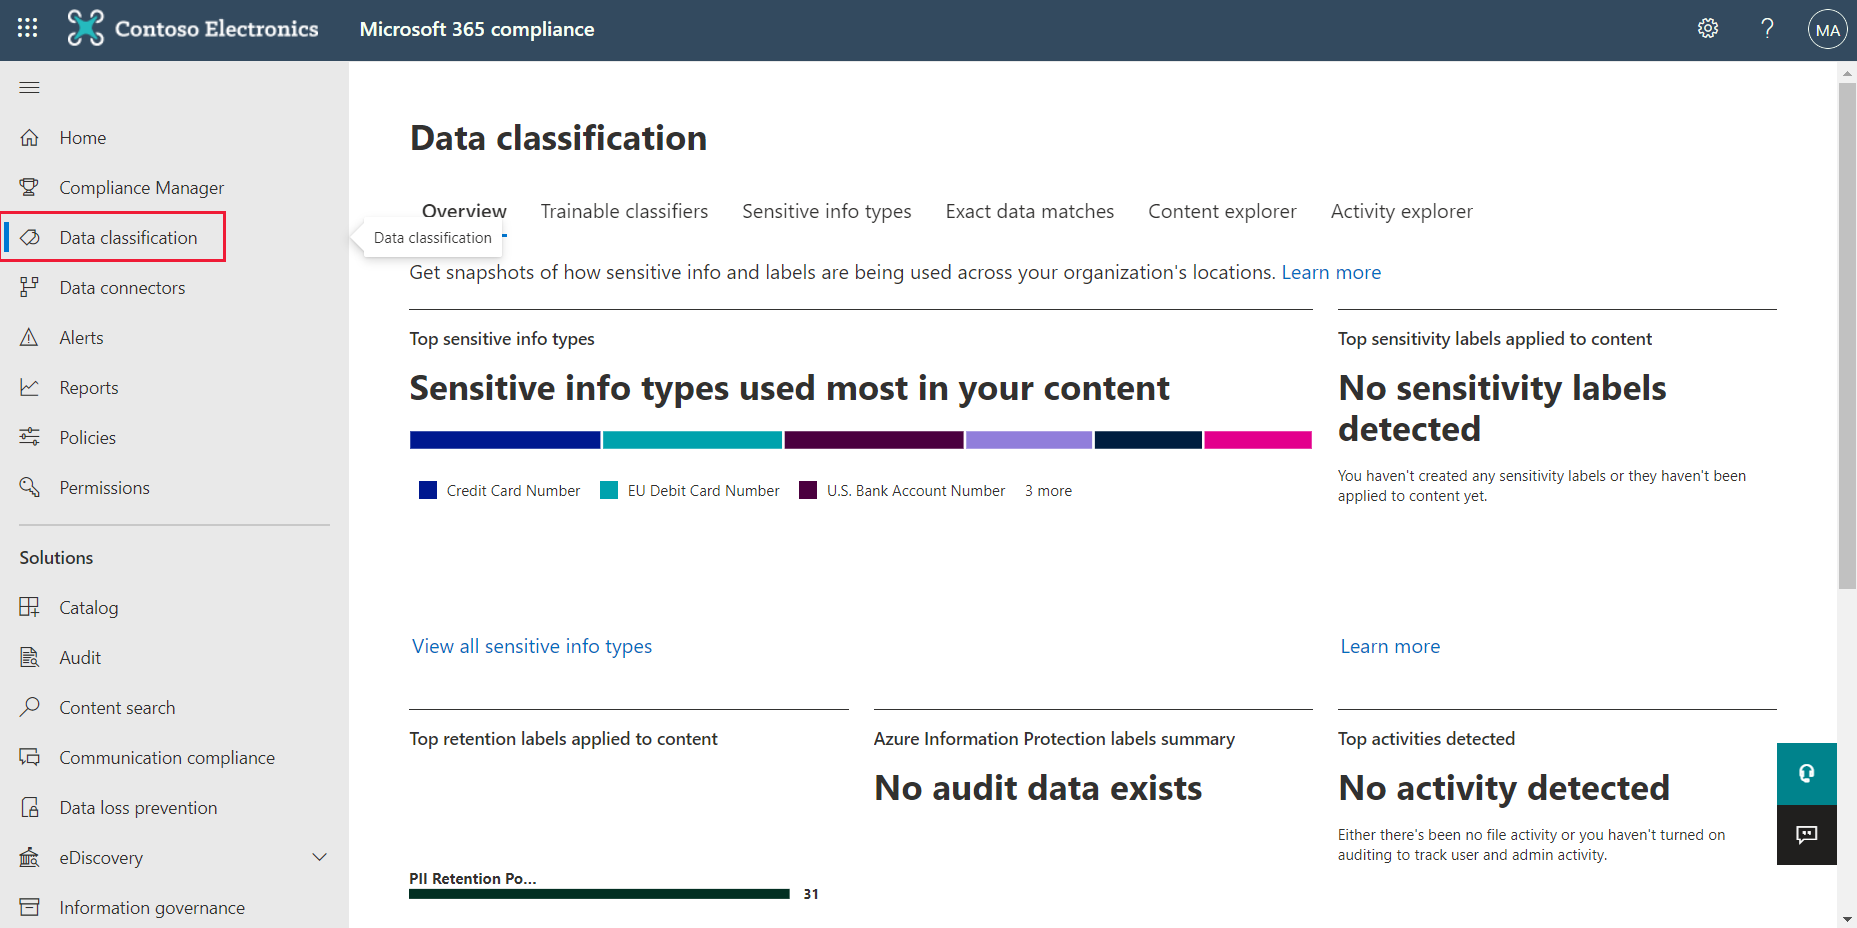 Contoso Electronics
Microsoft 365 compliance
?
MA
Home
Compliance Manager
Data classification
Data connectors
Alerts
Reports
Policies
Permissions
Solutions
Catalog
Audit
Content search
Communication compliance
Data loss prevention
eDiscovery
Information governance
Data classification
Overview
Trainable classifiers
Sensitive info types
Exact data matches
Content explorer
Activity explorer
Data classification
Get snapshots of how sensitive info and labels are being used across your organization's locations. Learn more
Top sensitive info types
Sensitive info types used most in your content
Credit Card Number
EU Debit Card Number
U.S. Bank Account Number
3 more
View all sensitive info types
Top sensitivity labels applied to content
No sensitivity labels
detected
You haven't created any sensitivity labels or they haven't been
applied to content yet.
Learn more
Top retention labels applied to content
PII Retention Po...
31
Azure Information Protection labels summary
No audit data exists
Top activities detected
No activity detected
Either there's been no file activity or you haven't turned on
auditing to track user and admin activity.